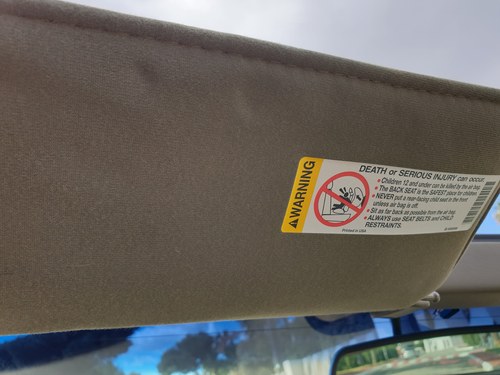 WARNING
DEATH or SERIOUS INJURY can occur
• Children 12 and under can be killed by the air bag
• The BACK SEAT is the SAFEST place for children
• NEVER put a rear-facing child seat in the front
unless air bag is off.
• Sit as far back as possible from the air bag
• ALWAYS use SEAT BELTS and CHILD
RESTRAINTS.
Printed in USA